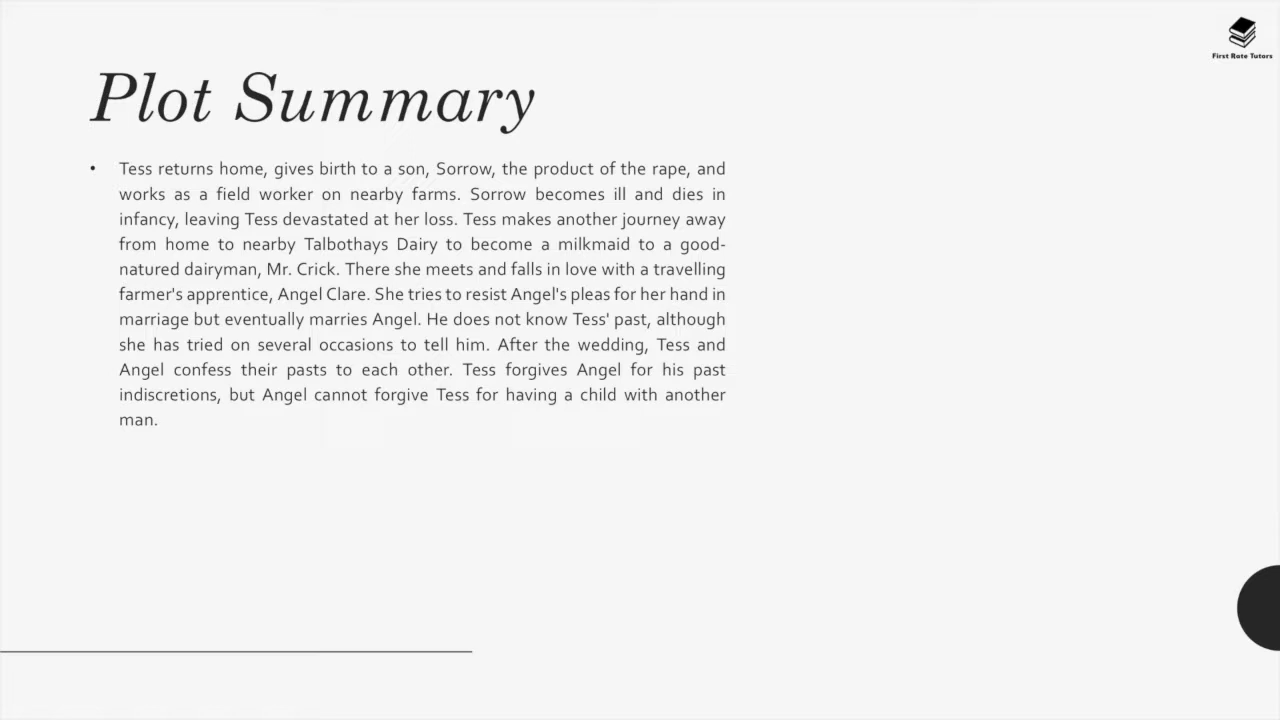 First Rate Tutors
Plot Summary
• Tess returns home, gives birth to a son, Sorrow, the product of the rape, and
works as a field worker on nearby farms. Sorrow becomes ill and dies in
infancy, leaving Tess devastated at her loss. Tess makes another journey away
from home to nearby Talbothays Dairy to become a milkmaid to a good-
natured dairyman, Mr. Crick. There she meets and falls in love with a travelling
farmer's apprentice, Angel Clare. She tries to resist Angel's pleas for her hand in
marriage but eventually marries Angel. He does not know Tess' past, although
she has tried on several occasions to tell him. After the wedding, Tess and
Angel confess their pasts to each other. Tess forgives Angel for his past
indiscretions, but Angel cannot forgive Tess for having a child with another
man.